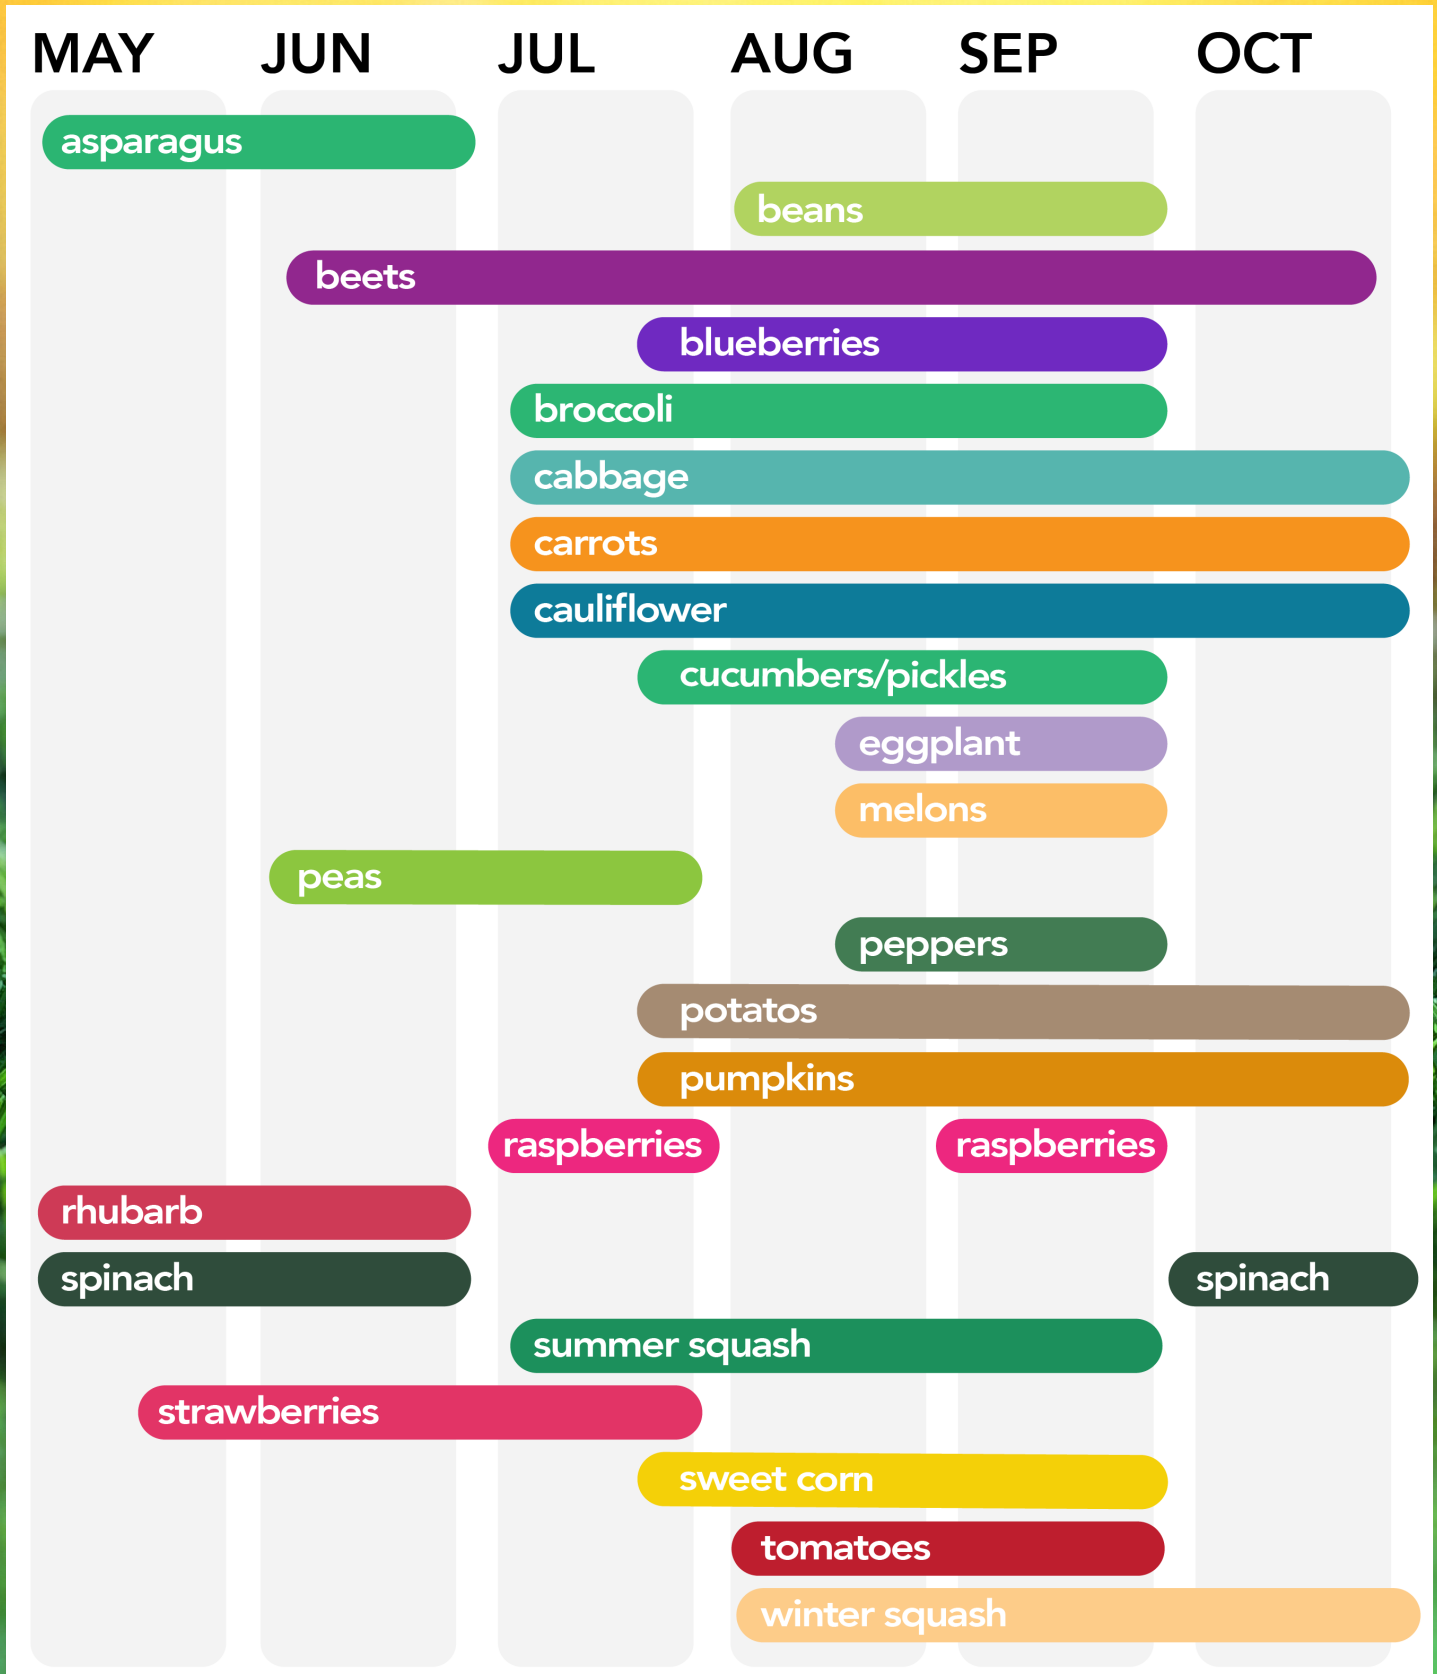 MAY JUN JUL AUG SEP OCT
asparagus
beans
beets
blueberries
broccoli
cabbage
carrots
cauliflower
cucumbers/pickles
eggplant
melons
peas
peppers
potatos
pumpkins
raspberries raspberries
rhubarb
spinach spinach
summer squash
strawberries
sweet corn
tomatoes
winter squash